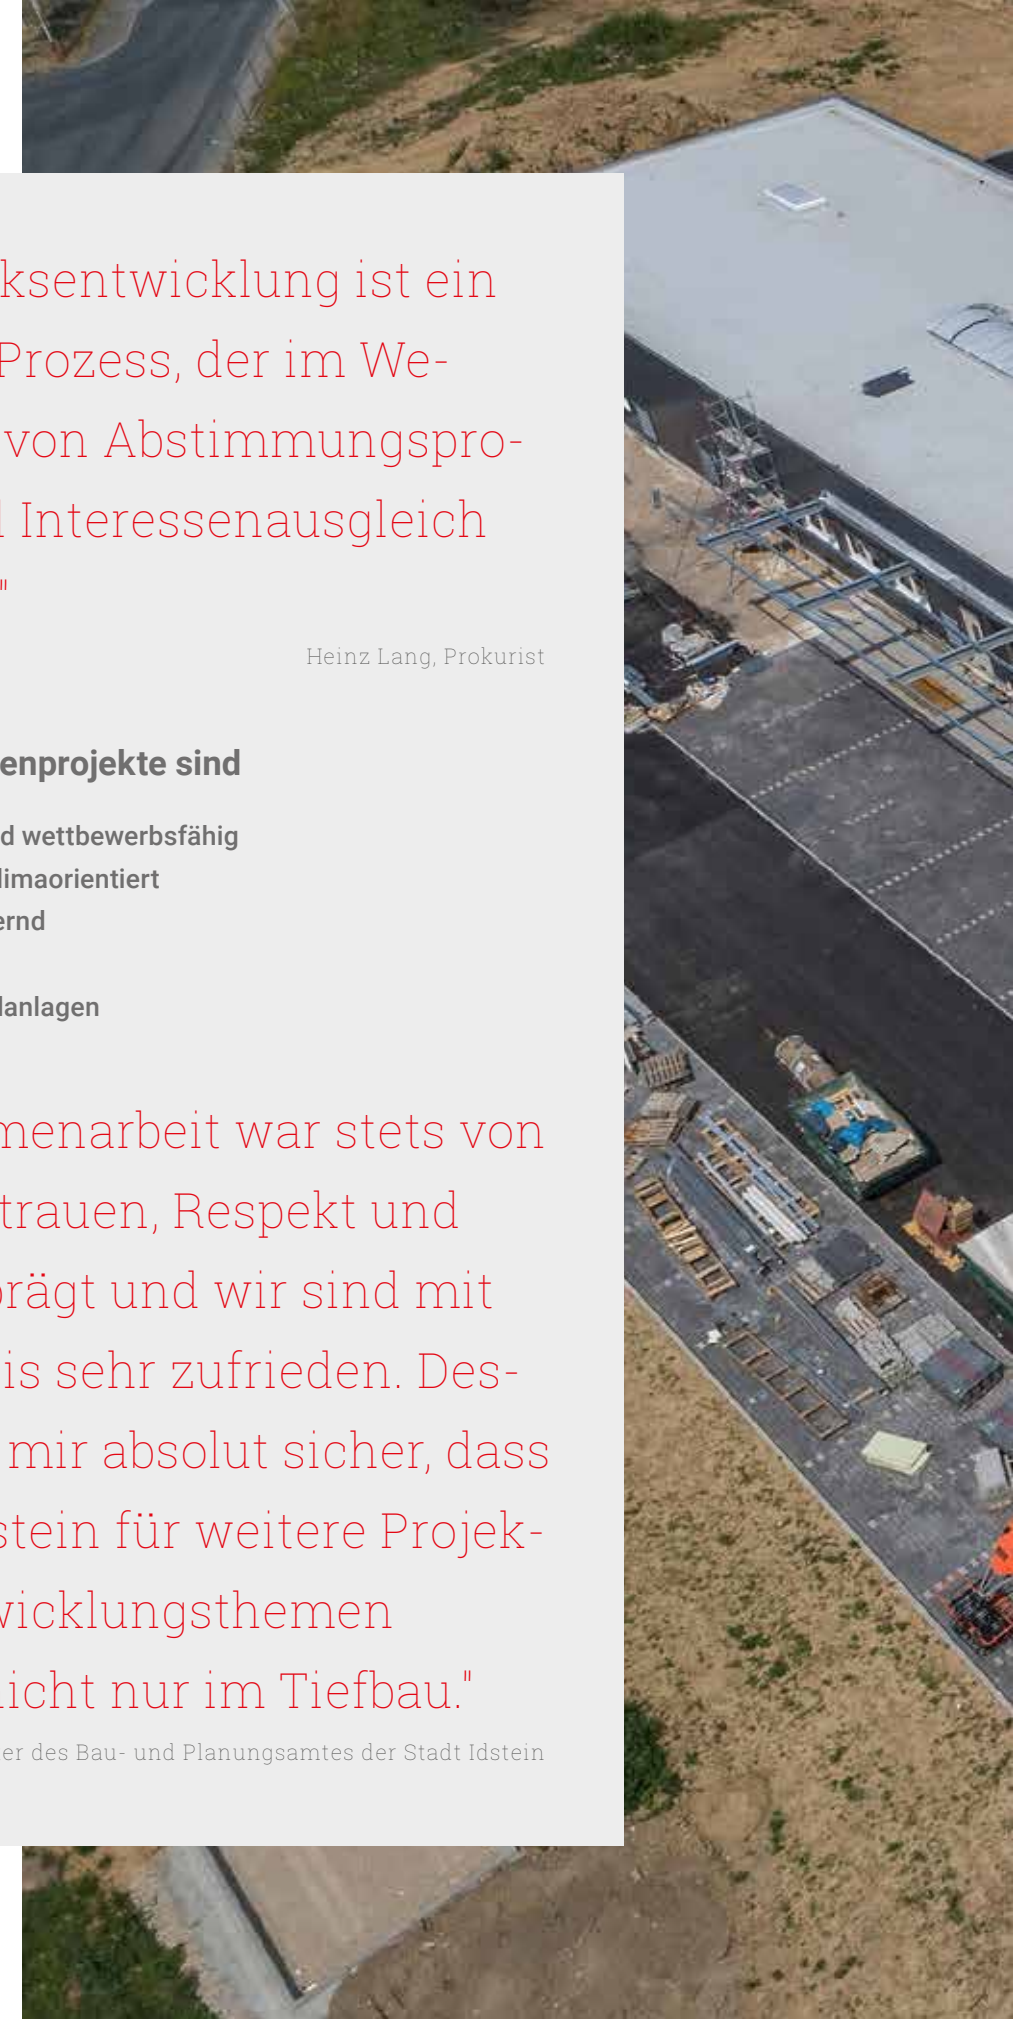 ksentwicklung ist ein
Prozess, der im We-
von Abstimmungspro-
Interessenausgleich
"
Heinz Lang, Prokurist
enprojekte sind
d wettbewerbsfähig
limaorientiert
ernd
lanlagen
menarbeit war stets von
trauen, Respekt und
prägt und wir sind mit
is sehr zufrieden. Des-
mir absolut sicher, dass
stein für weitere Projek-
wicklungsthemen
icht nur im Tiefbau."
er des Bau- und Planungsamtes der Stadt Idstein